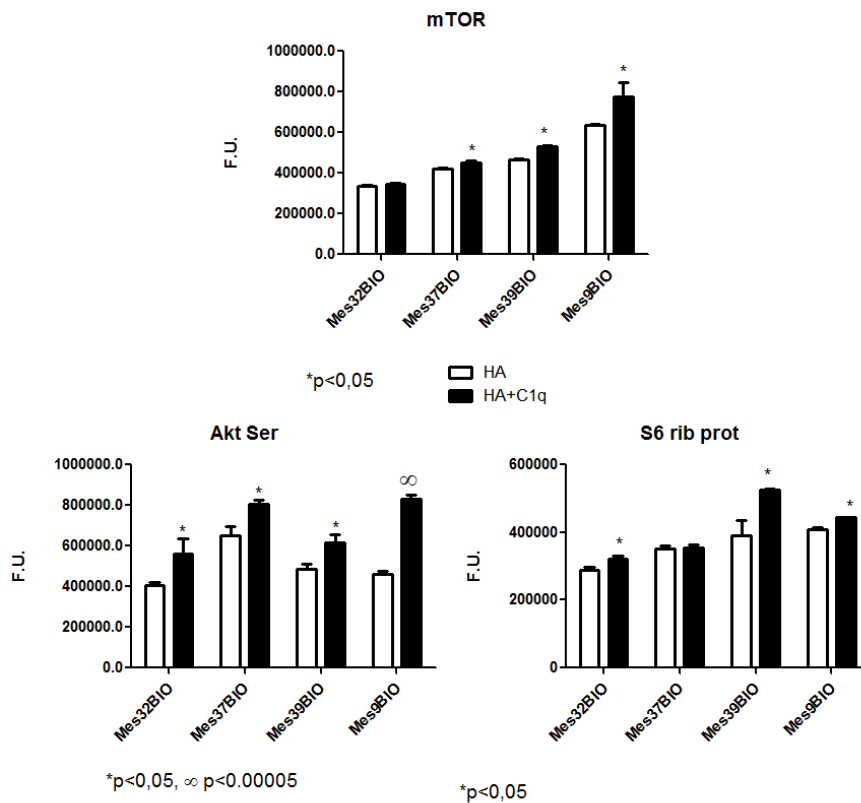 mTOR
1000000.0
800000.0
600000.0
400000.0
200000.0
0.0
F.U.
*
*
*
Mes32BIO
Mes37BIO
Mes39BIO
Mes9BIO
*p<0,05
HA
HA+C1q
Akt Ser
1000000.0
800000.0
600000.0
400000.0
200000.0
0.0
F.U.
*
*
*
∞
Mes32BIO
Mes37BIO
Mes39BIO
Mes9BIO
*p<0,05, ∞ p<0.00005
S6 rib prot
600000
400000
200000
0
F.U.
*
*
*
Mes32BIO
Mes37BIO
Mes39BIO
Mes9BIO
*p<0,05